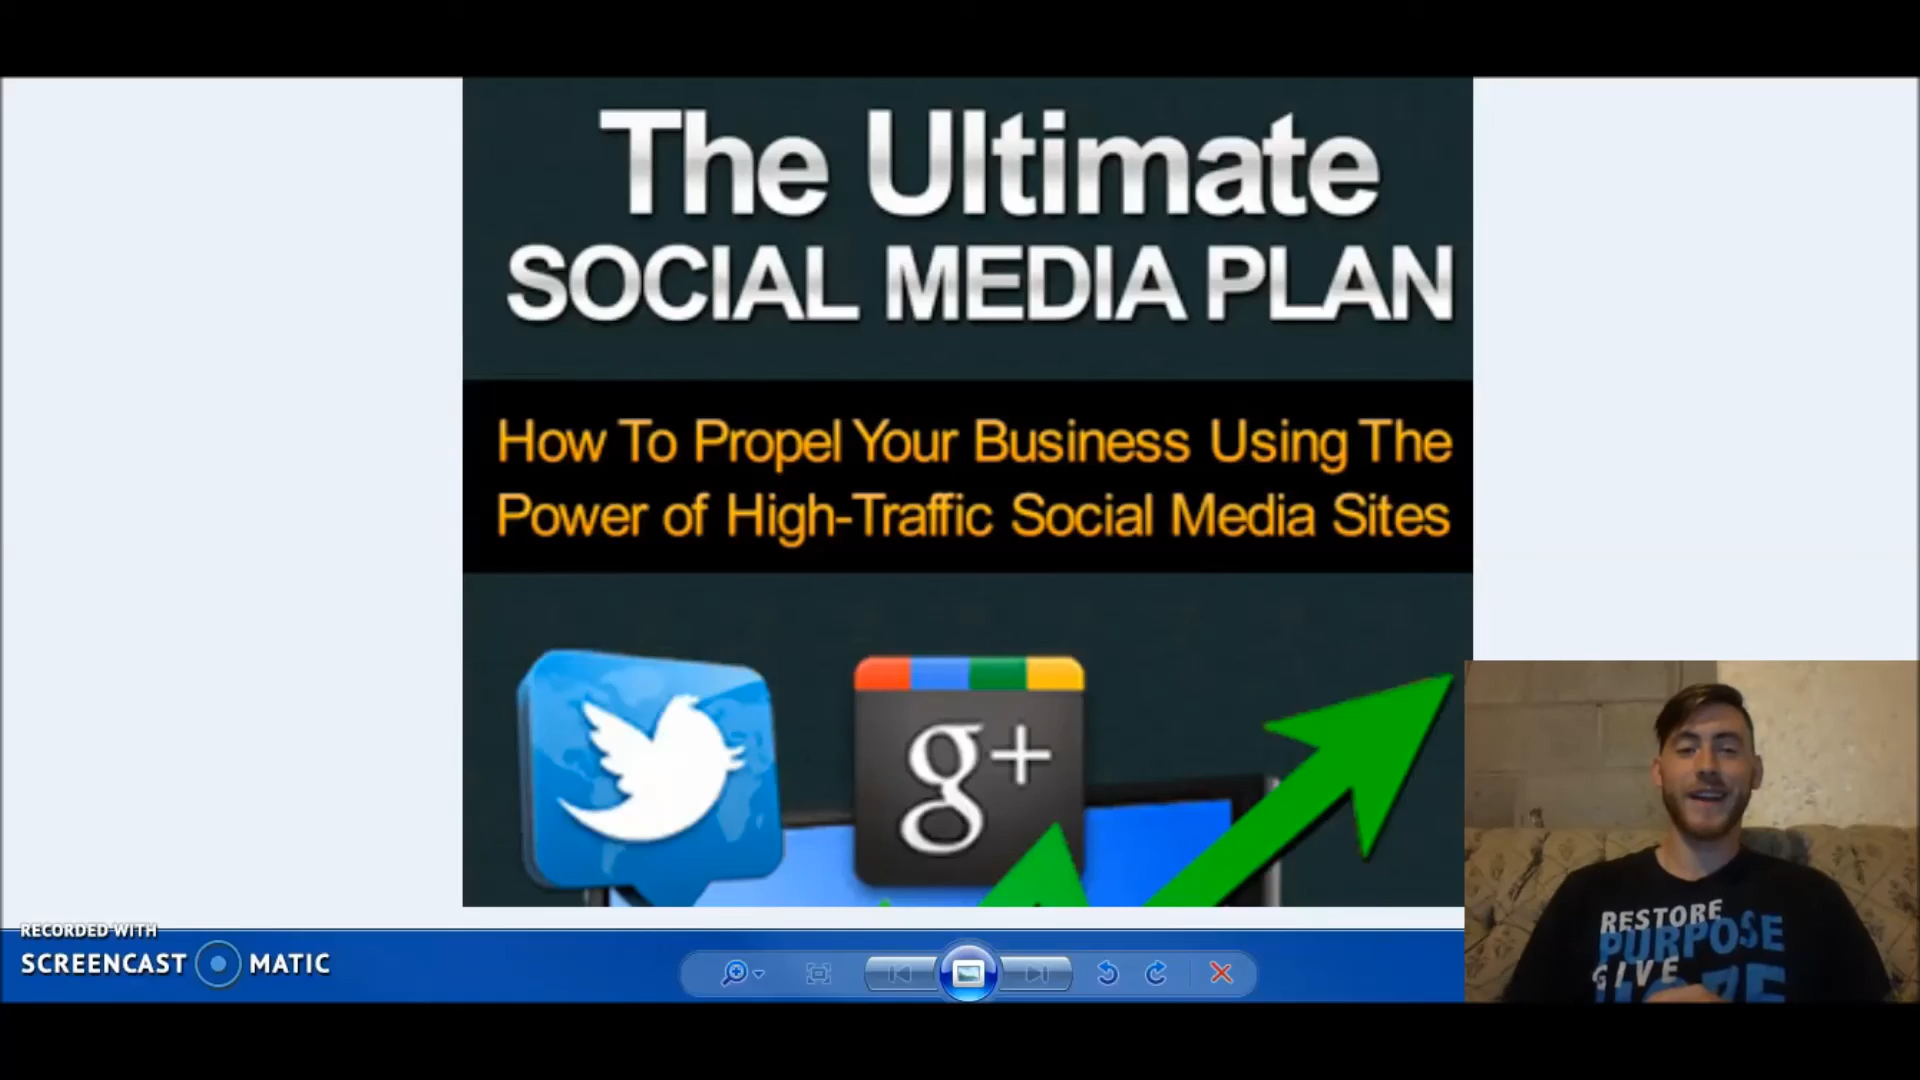 The Ultimate
SOCIAL MEDIA PLAN
How To Propel Your Business Using The
Power of High-Traffic Social Media Sites
g+
RECORDED WITH
SCREENCAST MATIC
RESTORE
PURPOSE
GIVE